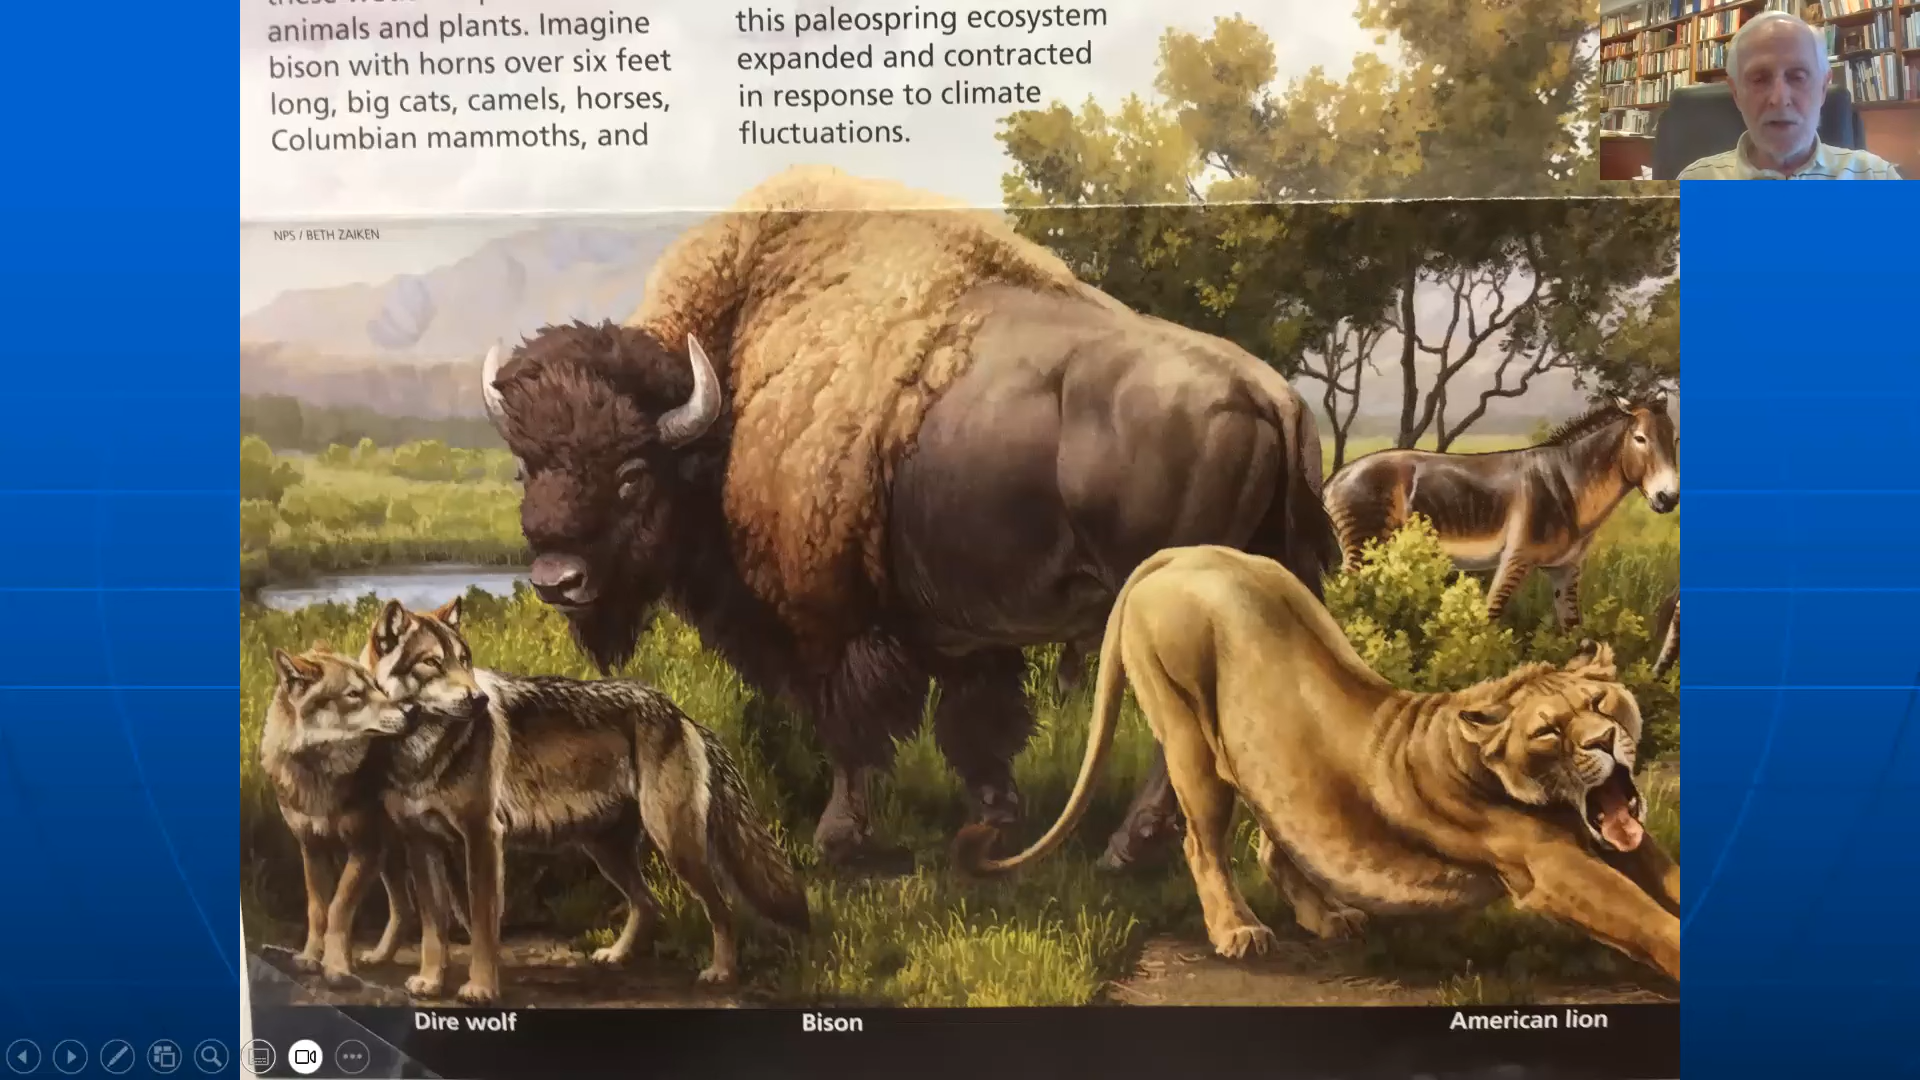 animals and plants. Imagine
bison with horns over six feet
long, big cats, camels, horses,
Columbian mammoths, and
this paleospring ecosystem
expanded and contracted
in response to climate
fluctuations.
NPS / BETH ZAIKEN
Dire wolf
Bison
American lion